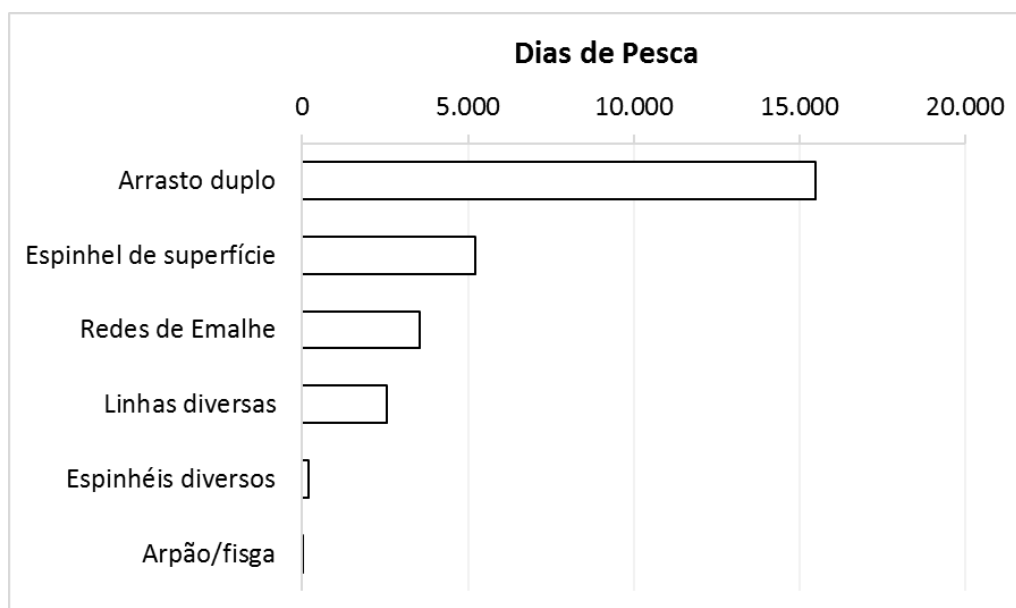 Dias de Pesca
0 5.000 10.000 15.000 20.000
Arrasto duplo
Espinhel de superfície
Redes de Emalhe
Linhas diversas
Espinhéis diversos
Arpão/fisga